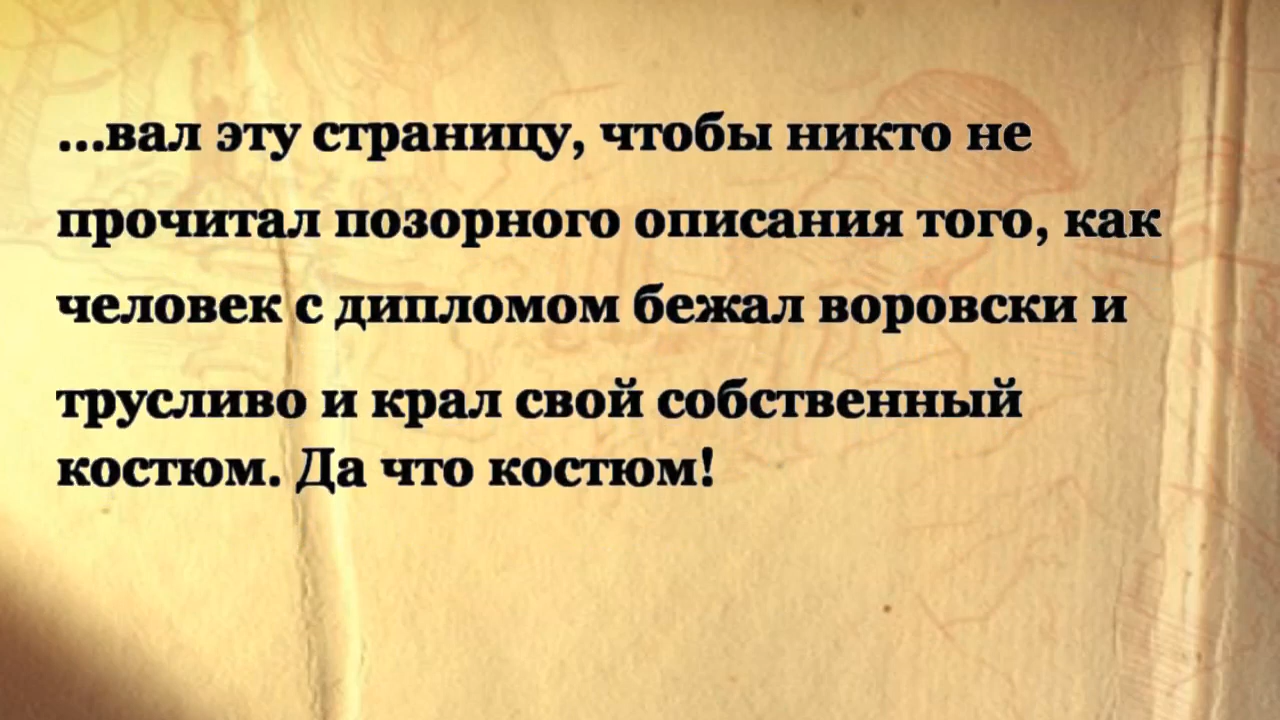 ...вал эту страницу, чтобы никто не
прочитал позорного описания того, как
человек с дипломом бежал воровски и
трусливо и крал свой собственный
костюм. Да что костюм!